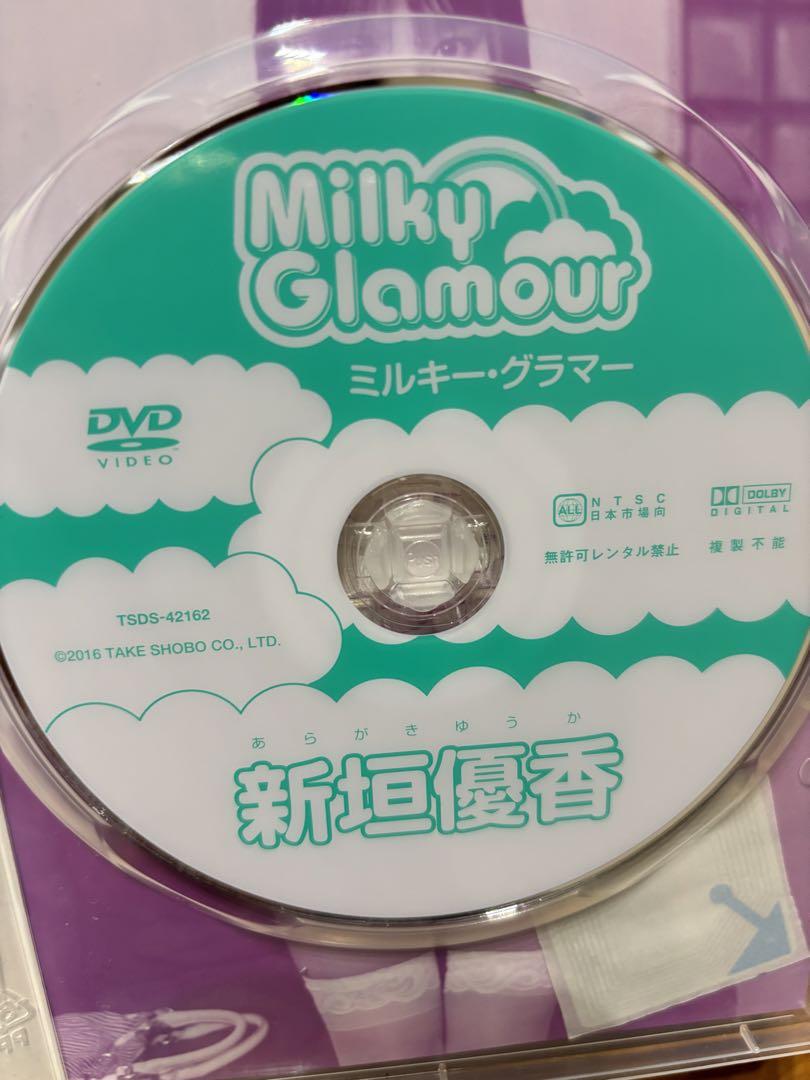 Milky
Glamour
ミルキー・グラマー
DVD
VIDEO
ALL
NTSC
日本市場向
DOLBY
DIGITAL
無許可レンタル禁止
複製不能
TSDS-42162
©2016 TAKE SHOBO CO., LTD.
あらがきゆうか
新垣優香